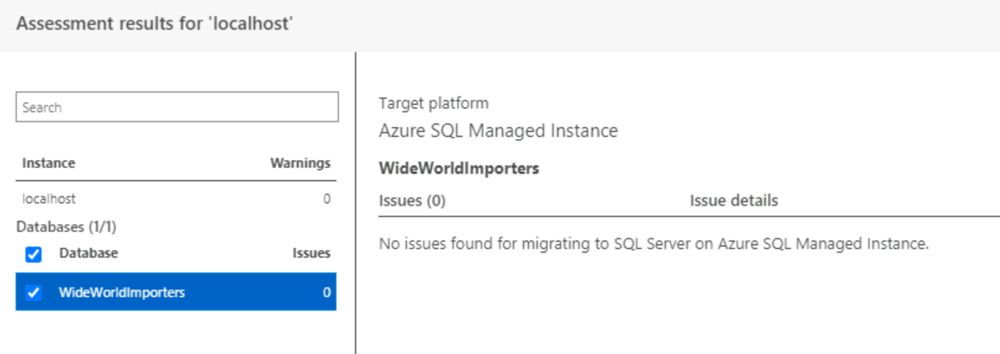 Assessment results for 'localhost'
Search
Instance Warnings
localhost 0
Databases (1/1)
Database Issues
WideWorldImporters 0
Target platform
Azure SQL Managed Instance
WideWorldImporters
Issues (0) Issue details
No issues found for migrating to SQL Server on Azure SQL Managed Instance.